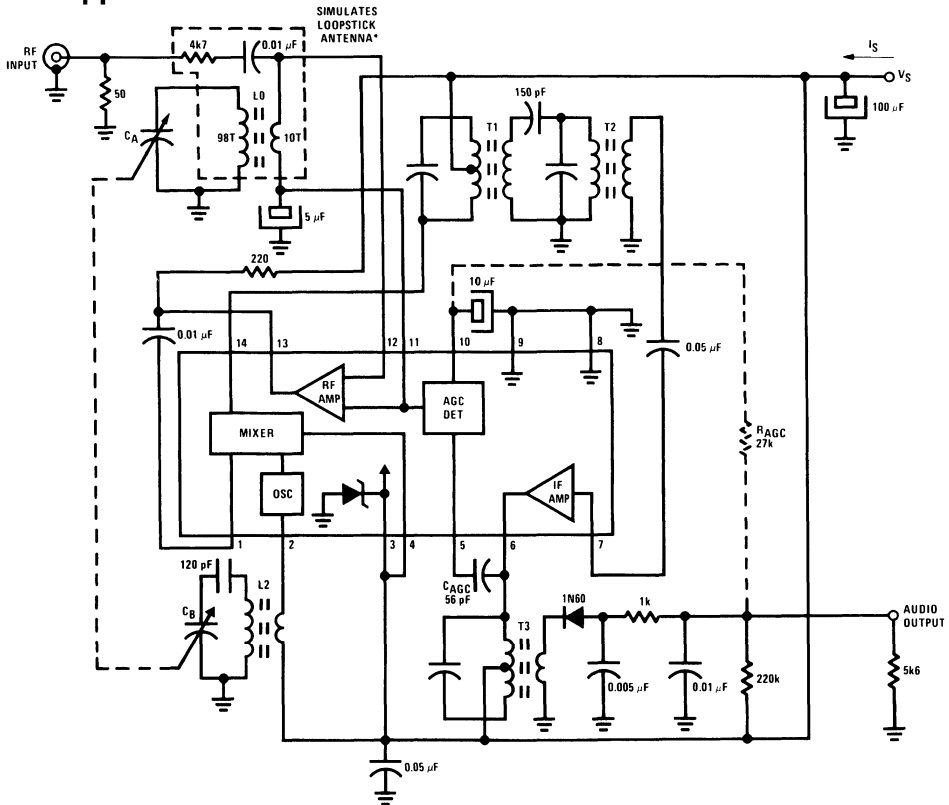 SIMULATES
LOOPSTICK
ANTENNA*
RF
INPUT
4k7
0.01 µF
50
L0
98T
10T
CA
5 µF
150 pF
T1
T2
IS
VS
100 µF
220
10 µF
0.01 µF
14
13
12
11
10
9
8
0.05 µF
RF
AMP
AGC
DET
MIXER
OSC
IF
AMP
RAGC
27k
1
2
3
4
5
6
7
120 pF
L2
CB
CAGC
56 pF
T3
1N60
1k
AUDIO
OUTPUT
0.005 µF
0.01 µF
220k
5k6
0.05 µF